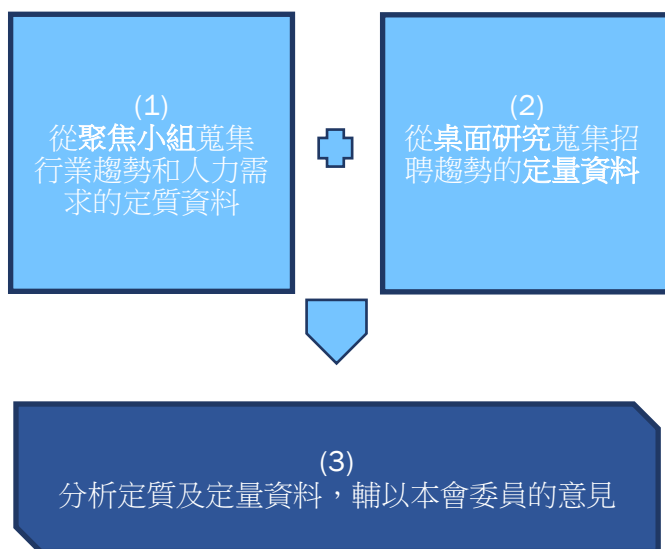 (1)
從聚焦小組蒐集
行業趨勢和人力需
求的定質資料
(2)
從桌面研究蒐集招
聘趨勢的定量資料
(3)
分析定質及定量資料，輔以本會委員的意見